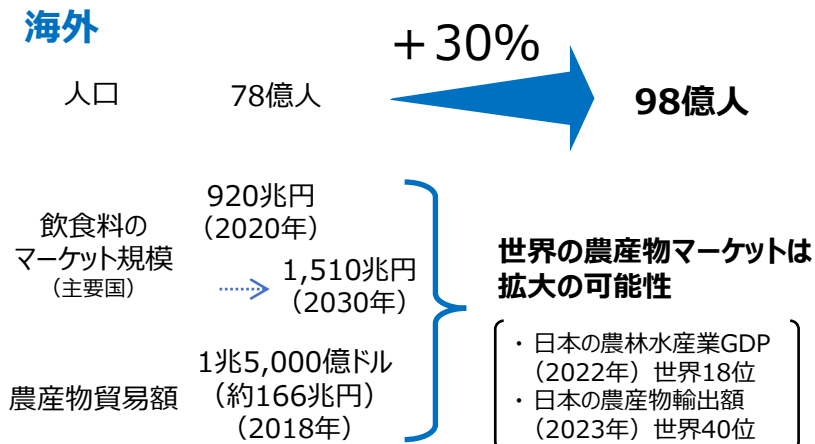 海外
＋30%
人口
78億人
98億人
飲食料の
マーケット規模
（主要国）
920兆円
（2020年）
1,510兆円
（2030年）
農産物貿易額
1兆5,000億ドル
（約166兆円）
（2018年）
世界の農産物マーケットは
拡大の可能性
・日本の農林水産業GDP
（2022年）世界18位
・日本の農産物輸出額
（2023年）世界40位